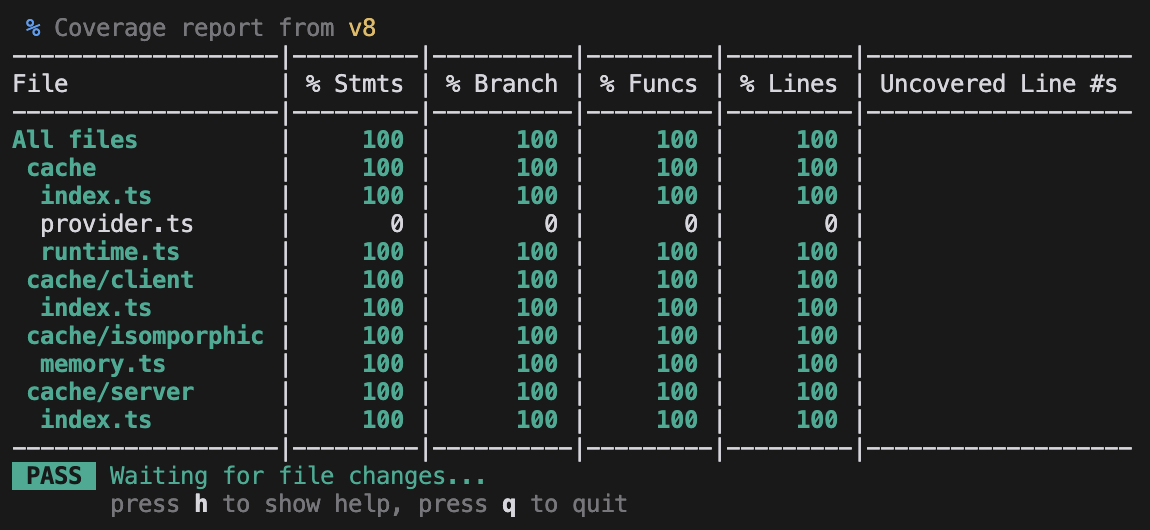 % Coverage report from v8
File | % Stmts | % Branch | % Funcs | % Lines | Uncovered Line #s
All files | 100 | 100 | 100 | 100 |
cache | 100 | 100 | 100 | 100 |
index.ts | 100 | 100 | 100 | 100 |
provider.ts | 0 | 0 | 0 | 0 |
runtime.ts | 100 | 100 | 100 | 100 |
cache/client | 100 | 100 | 100 | 100 |
index.ts | 100 | 100 | 100 | 100 |
cache/isomporphic | 100 | 100 | 100 | 100 |
memory.ts | 100 | 100 | 100 | 100 |
cache/server | 100 | 100 | 100 | 100 |
index.ts | 100 | 100 | 100 | 100 |
PASS Waiting for file changes...
press h to show help, press q to quit